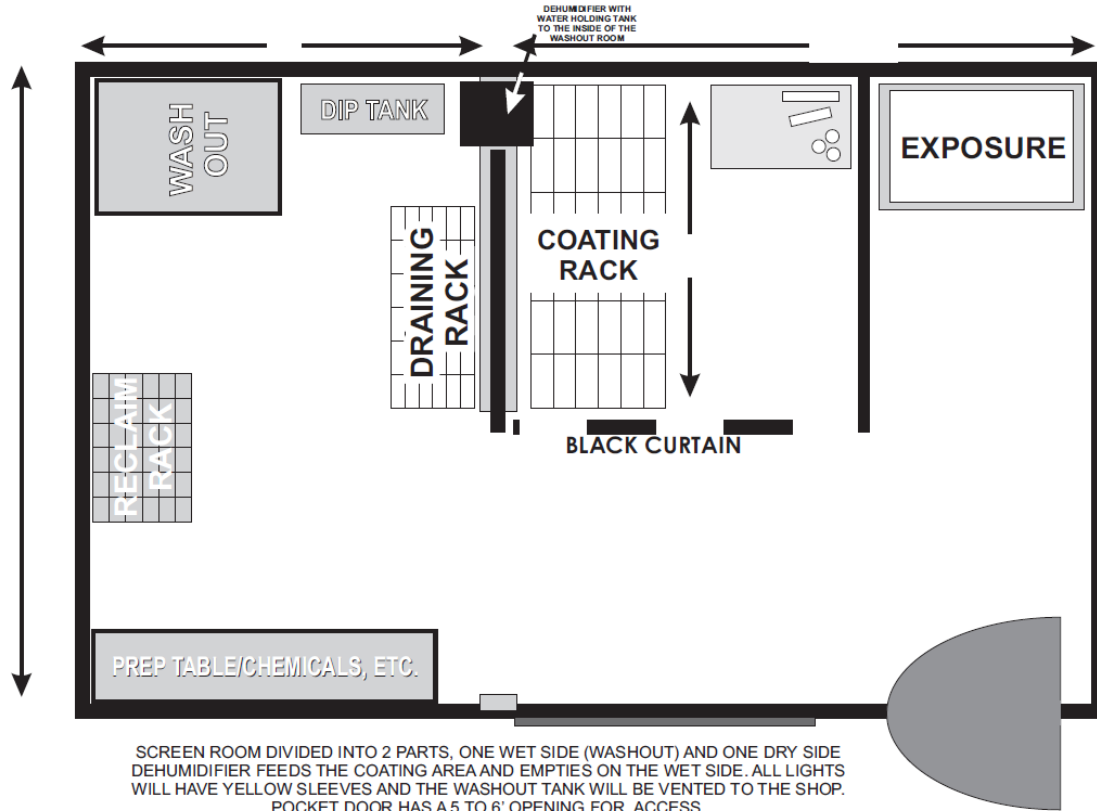 DEHUMIDIFIER WITH
WATER HOLDING TANK
TO THE INSIDE OF THE
WASHOUT ROOM
WASH
OUT
DIP TANK
EXPOSURE
COATING
RACK
DRAINING
RACK
RECLAIM
RACK
BLACK CURTAIN
PREP TABLE/CHEMICALS, ETC.
SCREEN ROOM DIVIDED INTO 2 PARTS, ONE WET SIDE (WASHOUT) AND ONE DRY SIDE
DEHUMIDIFIER FEEDS THE COATING AREA AND EMPTIES ON THE WET SIDE. ALL LIGHTS
WILL HAVE YELLOW SLEEVES AND THE WASHOUT TANK WILL BE VENTED TO THE SHOP.
POCKET DOOR HAS A 5 TO 6' OPENING FOR ACCESS